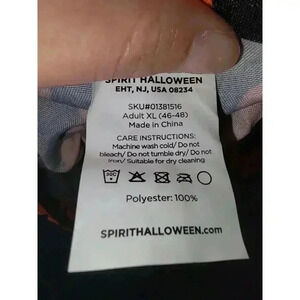 SPIRIT HALLOWEEN
EHT, NJ, USA 08234
SKU#01381516
Adult XL (46-48)
Made in China
CARE INSTRUCTIONS:
Machine wash cold/ Do not
bleach/ Do not tumble dry/ Do not
iron/ Suitable for dry cleaning
Polyester: 100%
SPIRITHALLOWEEN.com